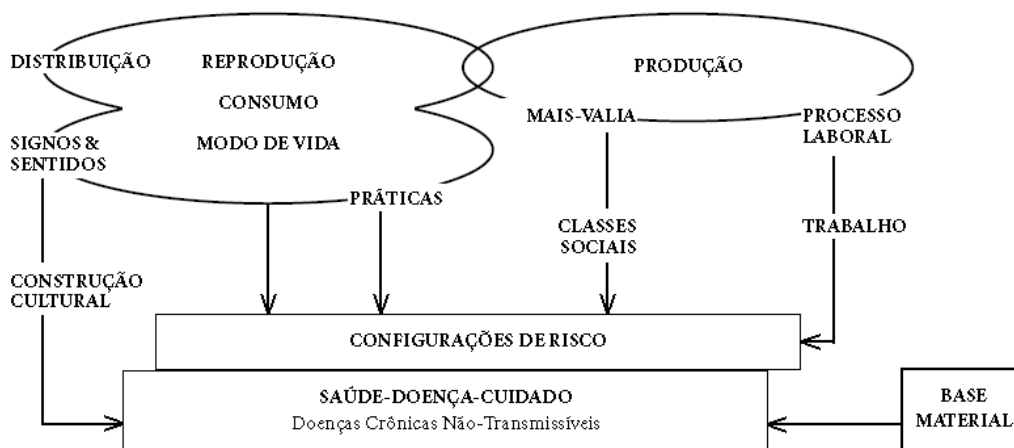 DISTRIBUIÇÃO
REPRODUÇÃO
PRODUÇÃO
CONSUMO
MAIS-VALIA
PROCESSO
LABORAL
SIGNOS &
SENTIDOS
MODO DE VIDA
PRÂTICAS
CLASSES
SOCIAIS
TRABALHO
CONSTRUÇÃO
CULTURAL
CONFIGURAÇÕES DE RISCO
SAÚDE-DOENÇA-CUIDADO
Doenças Crônicas Não-Transmissíveis
BASE
MATERIAL